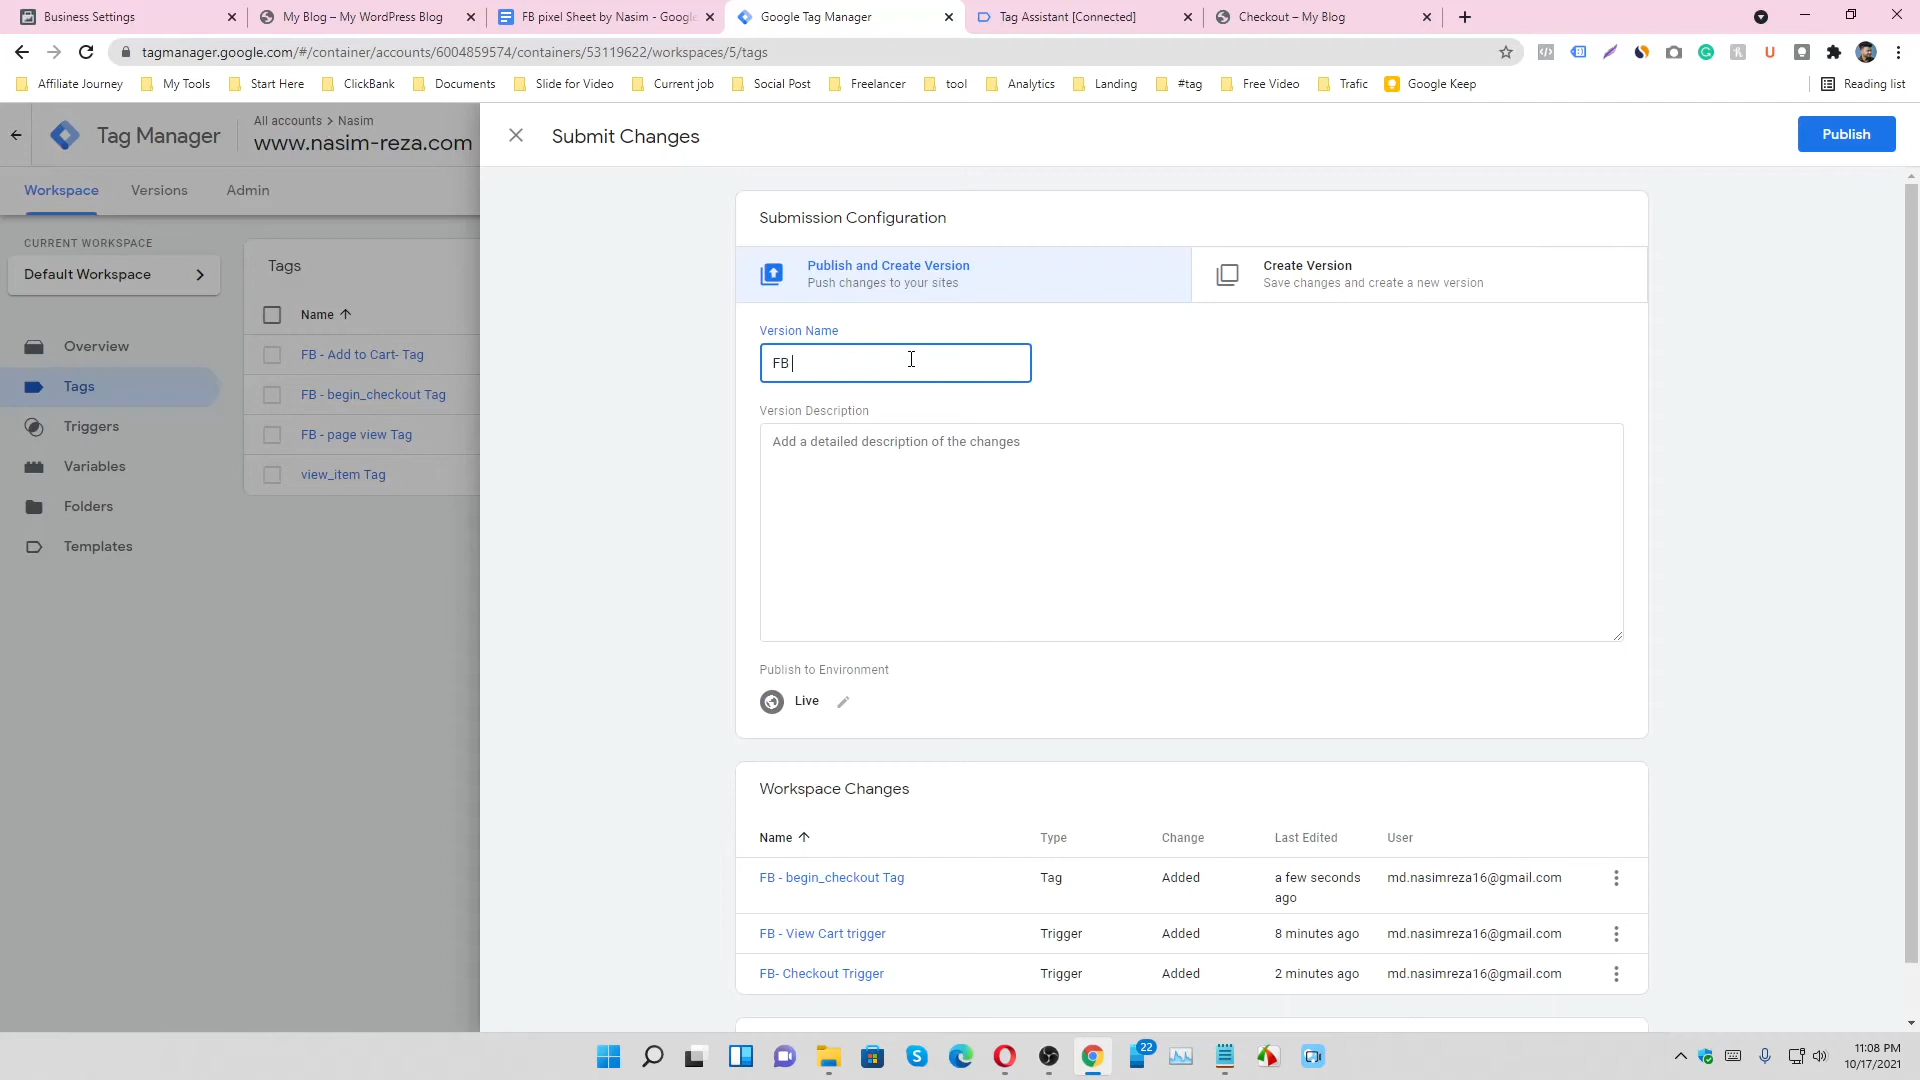 Business Settings
My Blog – My WordPress Blog
FB pixel Sheet by Nasim - Google
Google Tag Manager
Tag Assistant [Connected]
Checkout – My Blog
tagmanager.google.com/#/container/accounts/6004859574/containers/53119622/workspaces/5/tags
Affiliate Journey
My Tools
Start Here
ClickBank
Documents
Slide for Video
Current job
Social Post
Freelancer
tool
Analytics
Landing
#tag
Free Video
Trafic
Google Keep
Reading list
Tag Manager
All accounts > Nasim
www.nasim-reza.com
Submit Changes
Publish
Workspace
Versions
Admin
CURRENT WORKSPACE
Default Workspace
Overview
Tags
Triggers
Variables
Folders
Templates
Tags
Name
FB - Add to Cart- Tag
FB - begin_checkout Tag
FB - page view Tag
view_item Tag
Submission Configuration
Publish and Create Version
Push changes to your sites
Create Version
Save changes and create a new version
Version Name
FB
Version Description
Add a detailed description of the changes
Publish to Environment
Live
Workspace Changes
Name Type Change Last Edited User
FB - begin_checkout Tag Tag Added a few seconds ago md.nasimreza16@gmail.com
FB - View Cart trigger Trigger Added 8 minutes ago md.nasimreza16@gmail.com
FB- Checkout Trigger Trigger Added 2 minutes ago md.nasimreza16@gmail.com
22
11:08 PM
10/17/2021